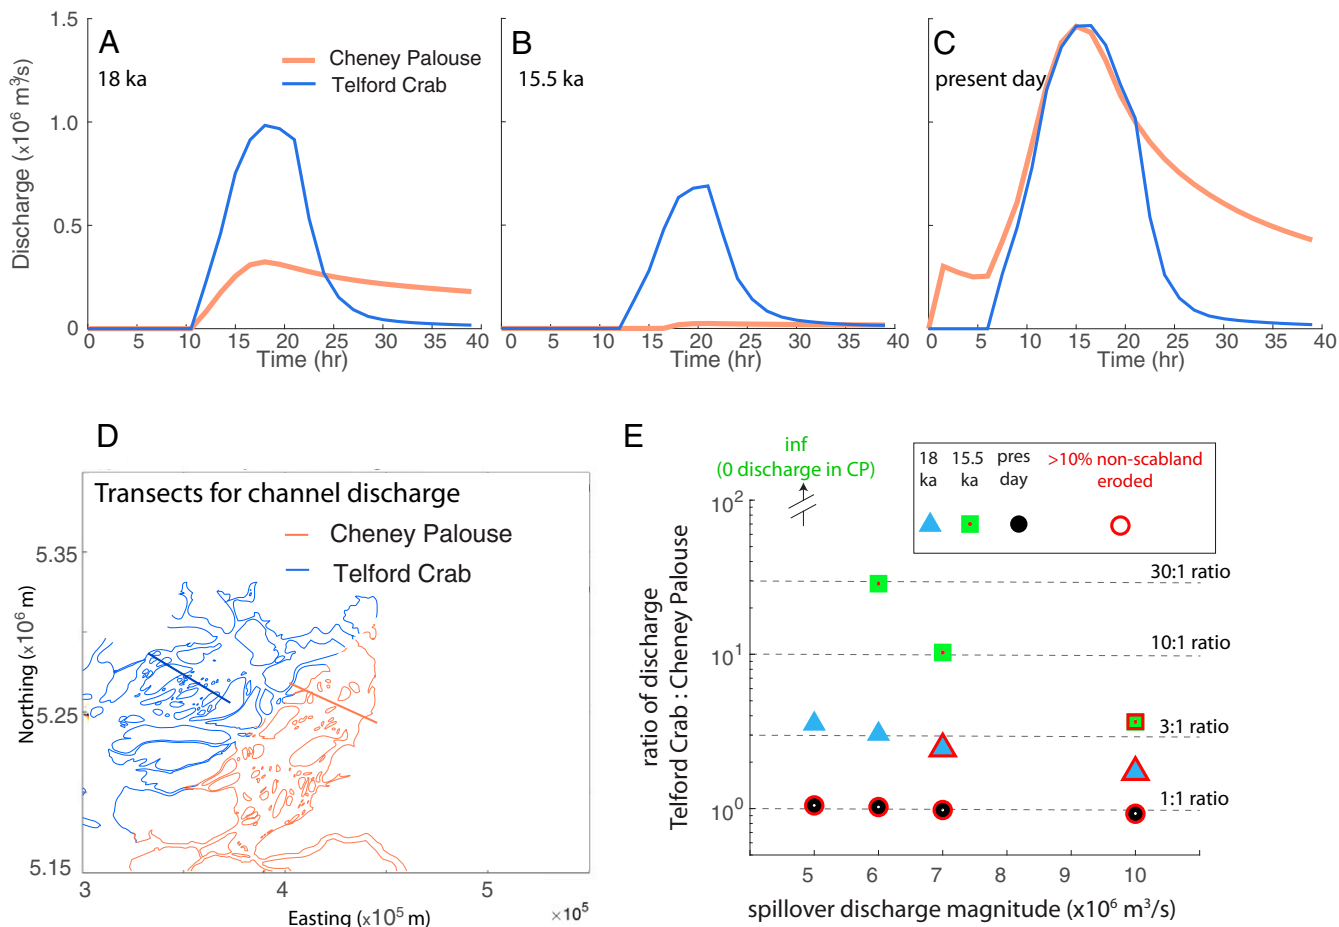 A
18 ka
Cheney Palouse
Telford Crab
B
15.5 ka
C
present day
Discharge (x10⁶ m³/s)
1.5
1.0
0.5
0
0 5 10 15 20 25 30 35 40
Time (hr)
0 5 10 15 20 25 30 35 40
Time (hr)
0 5 10 15 20 25 30 35 40
Time (hr)
D
Transects for channel discharge
Cheney Palouse
Telford Crab
Northing (x10⁶ m)
5.35
5.25
5.15
3 4 5
Easting (x10⁵ m)
×10⁵
E
inf
(0 discharge in CP)
18 ka
15.5 ka
pres day
>10% non-scabland
eroded
ratio of discharge
Telford Crab : Cheney Palouse
10²
10¹
10⁰
30:1 ratio
10:1 ratio
3:1 ratio
1:1 ratio
5 6 7 8 9 10
spillover discharge magnitude (x10⁶ m³/s)